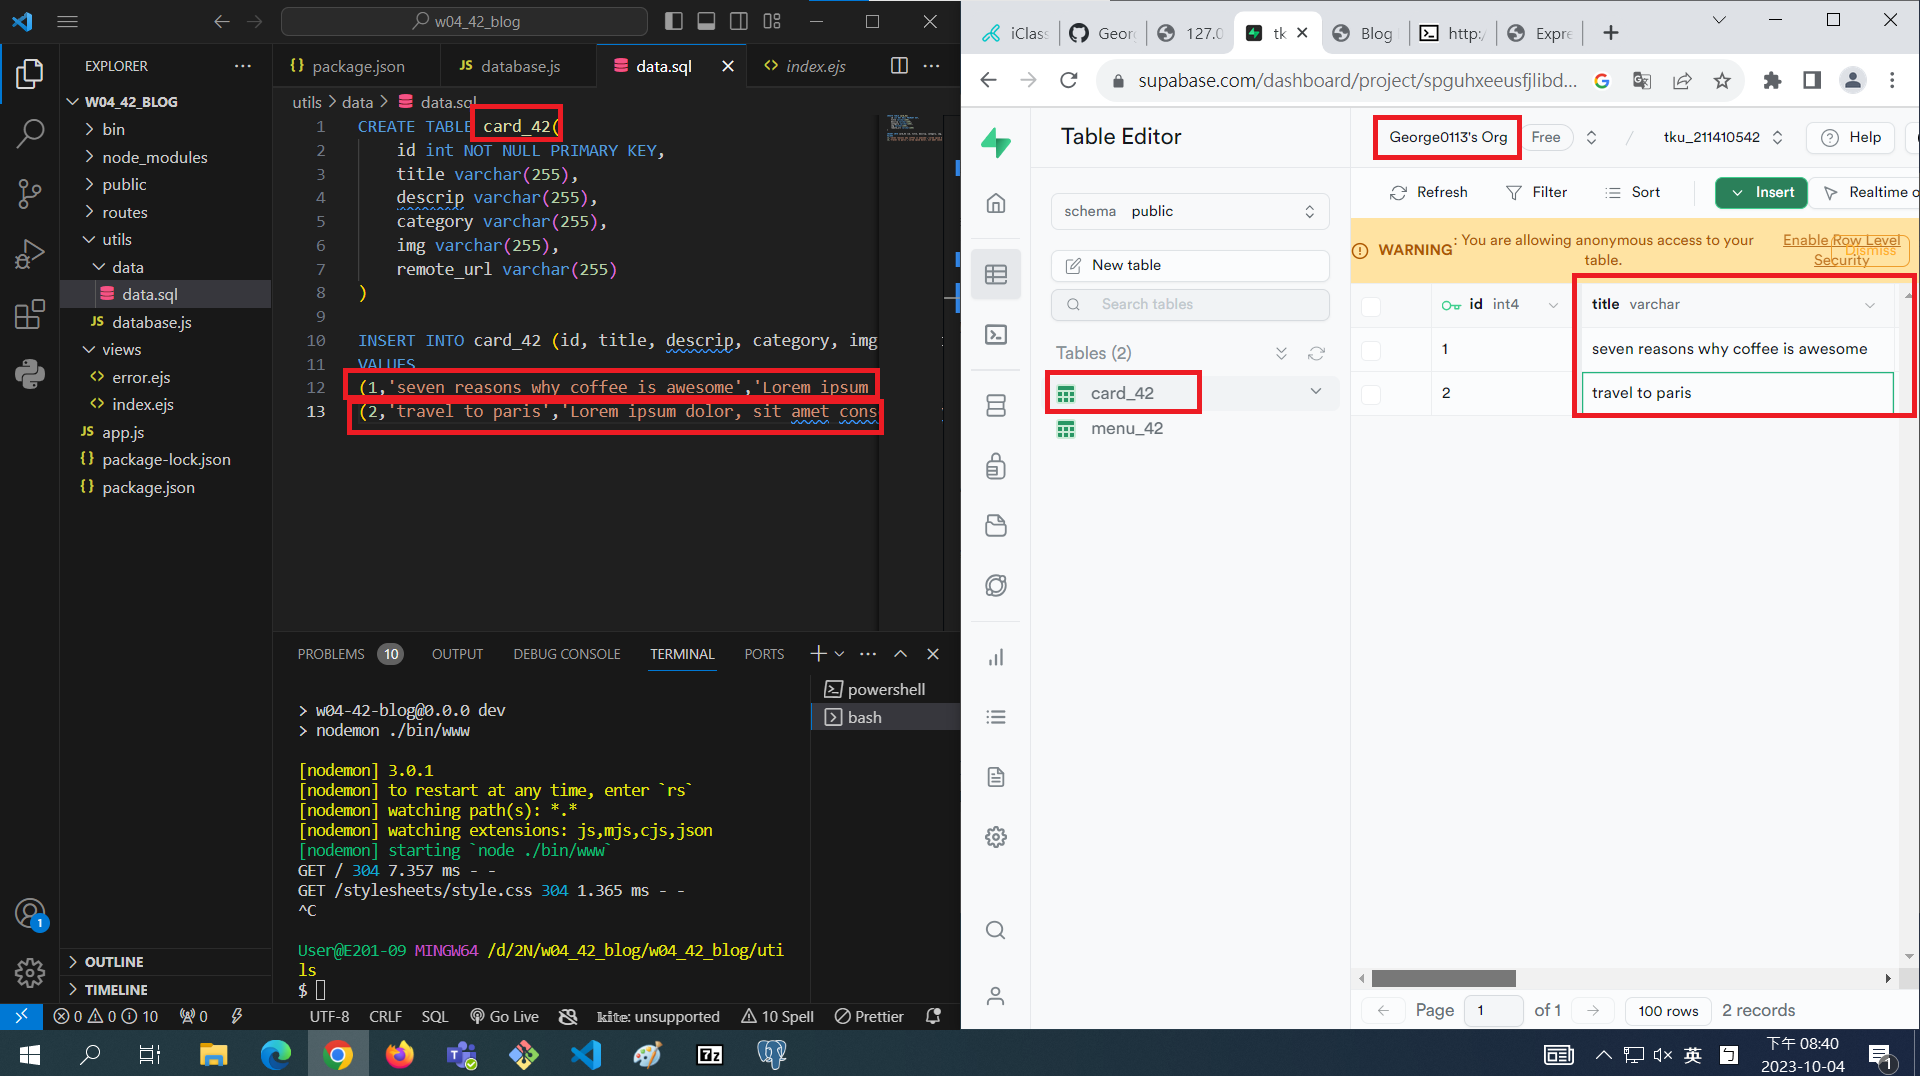 w04_42_blog
EXPLORER
W04_42_BLOG
bin
node_modules
public
routes
utils
data
data.sql
JS database.js
views
<> error.ejs
<> index.ejs
JS app.js
{} package-lock.json
{} package.json
OUTLINE
TIMELINE
{} package.json
JS database.js
data.sql
<> index.ejs
utils > data > data.sql
1 CREATE TABLE card_42(
2 id int NOT NULL PRIMARY KEY,
3 title varchar(255),
4 descrip varchar(255),
5 category varchar(255),
6 img varchar(255),
7 remote_url varchar(255)
8 )
9
10 INSERT INTO card_42 (id, title, descrip, category, img
11 VALUES
12 (1,'seven reasons why coffee is awesome','Lorem ipsum
13 (2,'travel to paris','Lorem ipsum dolor, sit amet cons
PROBLEMS 10 OUTPUT DEBUG CONSOLE TERMINAL PORTS
powershell
bash
> w04-42-blog@0.0.0 dev
> nodemon ./bin/www
[nodemon] 3.0.1
[nodemon] to restart at any time, enter `rs`
[nodemon] watching path(s): *.*
[nodemon] watching extensions: js,mjs,cjs,json
[nodemon] starting `node ./bin/www`
GET / 304 7.357 ms - -
GET /stylesheets/style.css 304 1.365 ms - -
^C
User@E201-09 MINGW64 /d/2N/w04_42_blog/w04_42_blog/uti
ls
$
1
0 0 10 0 UTF-8 CRLF SQL Go Live kite: unsupported 10 Spell Prettier
iClass
Geor
127.0
tk
Blog
http:/
Expre
supabase.com/dashboard/project/spguhxeeusfjlibd...
Table Editor
George0113's Org Free / tku_211410542 Help
schema public
New table
Search tables
Tables (2)
card_42
menu_42
Refresh Filter Sort Insert Realtime o
WARNING : You are allowing anonymous access to your table.
Enable Row Level Security
Dismiss
id int4 title varchar
1 seven reasons why coffee is awesome
2 travel to paris
Page 1 of 1 100 rows 2 records
7z
英
ㄅ
下午 08:40
2023-10-04
1